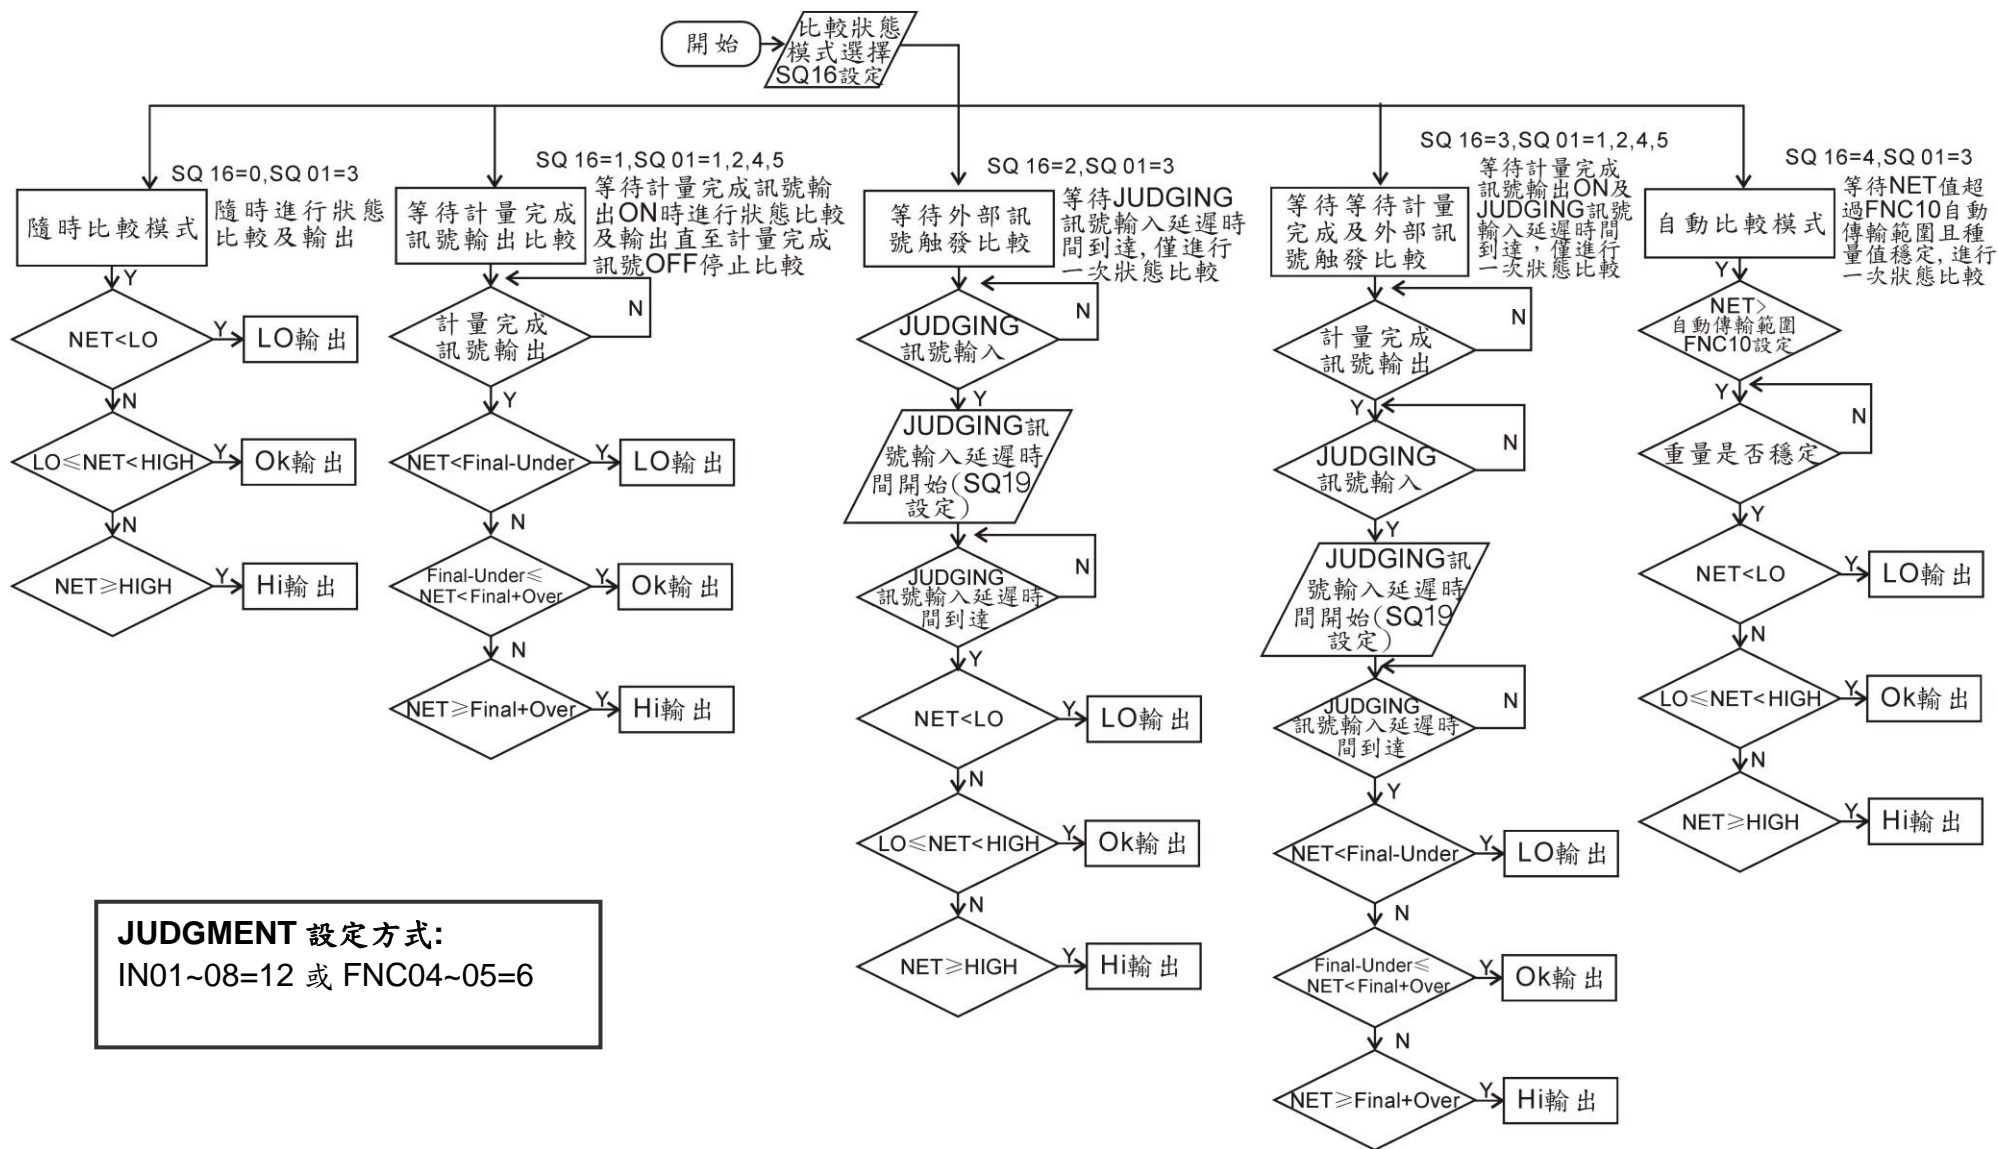 開始
比較狀態
模式選擇
SQ16設定
SQ 16=0,SQ 01=3
隨時比較模式
隨時進行狀態
比較及輸出
Y
NET<LO
Y
LO輸出
N
LO≤NET<HIGH
Y
Ok輸出
N
NET≥HIGH
Y
Hi輸出
SQ 16=1,SQ 01=1,2,4,5
等待計量完成
訊號輸出比較
等待計量完成訊號輸
出ON時進行狀態比較
及輸出直至計量完成
訊號OFF停止比較
N
計量完成
訊號輸出
Y
NET<Final-Under
Y
LO輸出
N
Final-Under≤
NET<Final+Over
Y
Ok輸出
N
NET≥Final+Over
Y
Hi輸出
SQ 16=2,SQ 01=3
等待外部訊
號触發比較
等待JUDGING
訊號輸入延遲時
間到達,僅進行
一次狀態比較
N
JUDGING
訊號輸入
Y
JUDGING訊
號輸入延遲時
間開始(SQ19
設定)
N
JUDGING
訊號輸入延遲時
間到達
Y
NET<LO
Y
LO輸出
N
LO≤NET<HIGH
Y
Ok輸出
N
NET≥HIGH
Y
Hi輸出
SQ 16=3,SQ 01=1,2,4,5
等待等待計量
完成及外部訊
號触發比較
等待計量完成
訊號輸出ON及
JUDGING訊號
輸入延遲時間
到達,僅進行
一次狀態比較
N
計量完成
訊號輸出
Y
N
JUDGING
訊號輸入
Y
JUDGING訊
號輸入延遲時
間開始(SQ19
設定)
N
JUDGING
訊號輸入延遲時
間到達
Y
NET<Final-Under
Y
LO輸出
N
Final-Under≤
NET<Final+Over
Y
Ok輸出
N
NET≥Final+Over
Y
Hi輸出
SQ 16=4,SQ 01=3
自動比較模式
等待NET值超
過FNC10自動
傳輸範圍且種
量值穩定,進行
一次狀態比較
Y
NET>
自動傳輸範圍
FNC10設定
Y
N
重量是否穩定
Y
NET<LO
Y
LO輸出
N
LO≤NET<HIGH
Y
Ok輸出
N
NET≥HIGH
Y
Hi輸出
JUDGMENT 設定方式:
IN01~08=12 或 FNC04~05=6